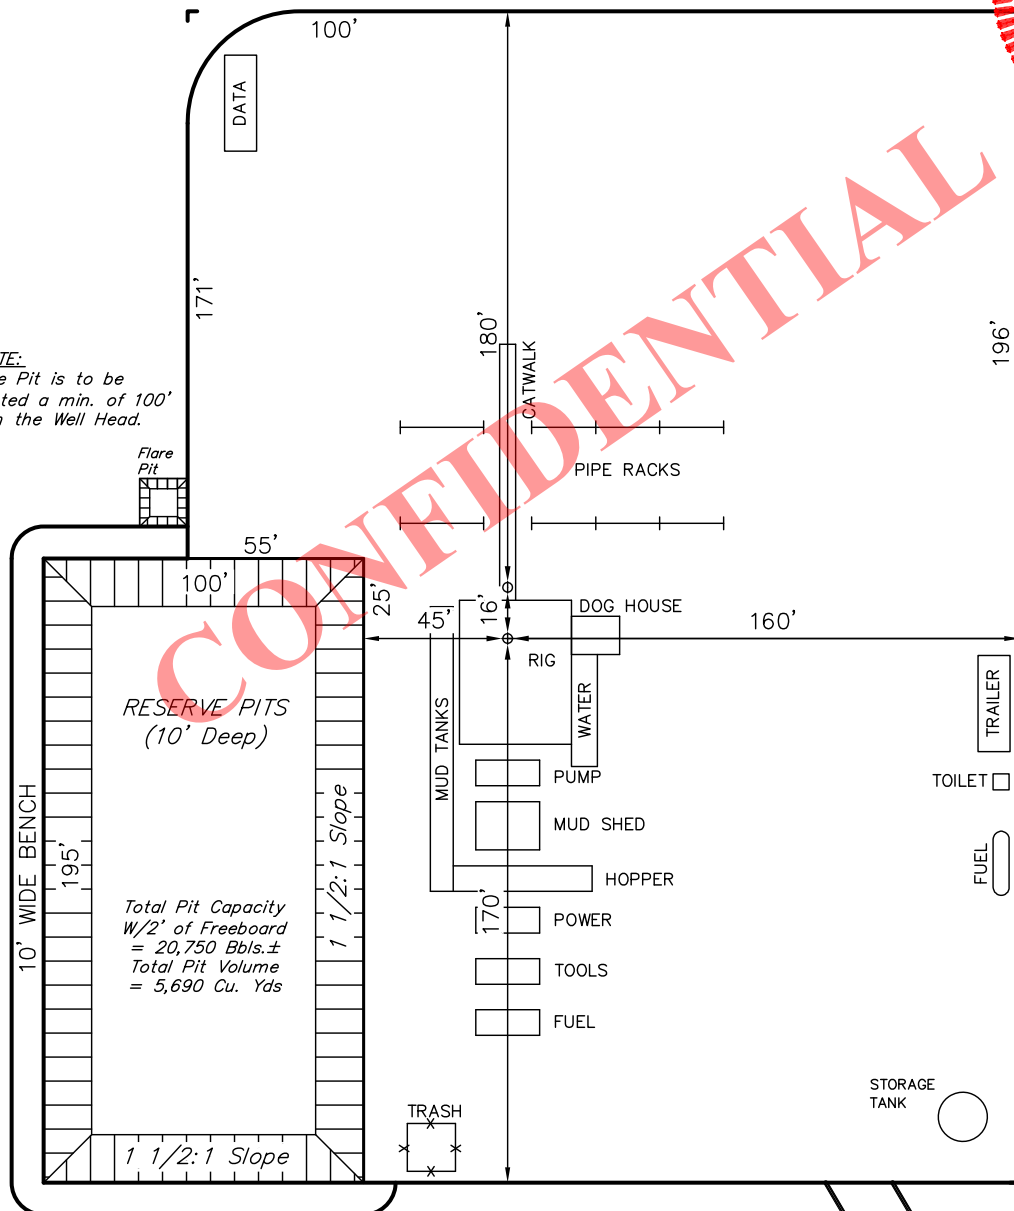 100'
DATA
171'
180'
CATWALK
196'
CONFIDENTIAL
Pit is to be
a min. of 100'
the Well Head.
Flare
Pit
PIPE RACKS
55'
100'
25'
45'
16'
DOG HOUSE
160'
RIG
WATER
TRAILER
RESERVE PITS
(10' Deep)
MUD TANKS
PUMP
TOILET
MUD SHED
10' WIDE BENCH
195'
1 1/2:1 Slope
FUEL
HOPPER
Total Pit Capacity
W/2' of Freeboard
= 20,750 Bbls.±
Total Pit Volume
= 5,690 Cu. Yds
170'
POWER
TOOLS
FUEL
STORAGE
TANK
TRASH
1 1/2:1 Slope